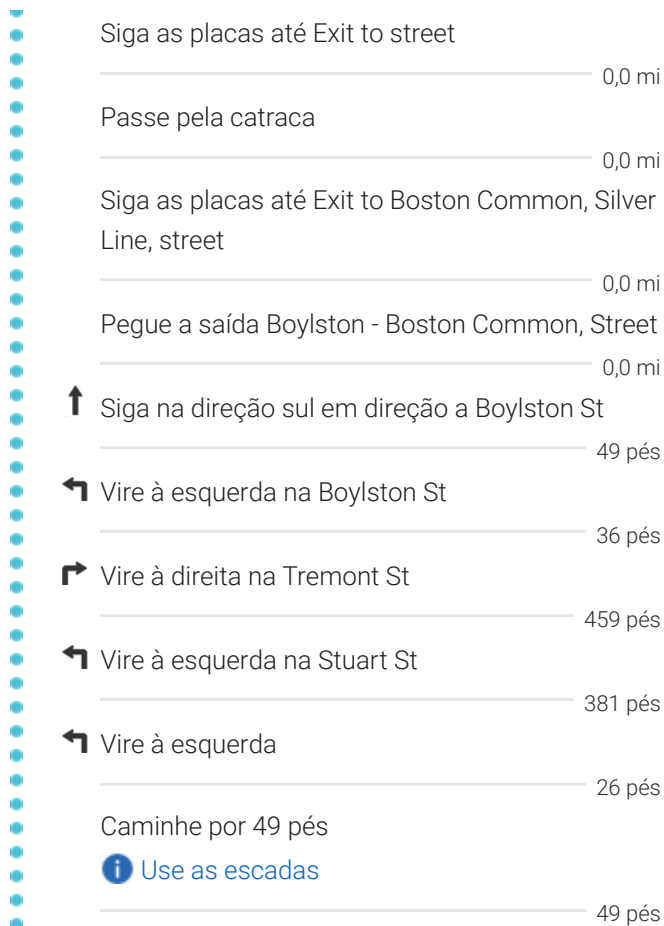 Siga as placas até Exit to street
0,0 mi
Passe pela catraca
0,0 mi
Siga as placas até Exit to Boston Common, Silver
Line, street
0,0 mi
Pegue a saída Boylston - Boston Common, Street
0,0 mi
Siga na direção sul em direção a Boylston St
49 pés
Vire à esquerda na Boylston St
36 pés
Vire à direita na Tremont St
459 pés
Vire à esquerda na Stuart St
381 pés
Vire à esquerda
26 pés
Caminhe por 49 pés
Use as escadas
49 pés